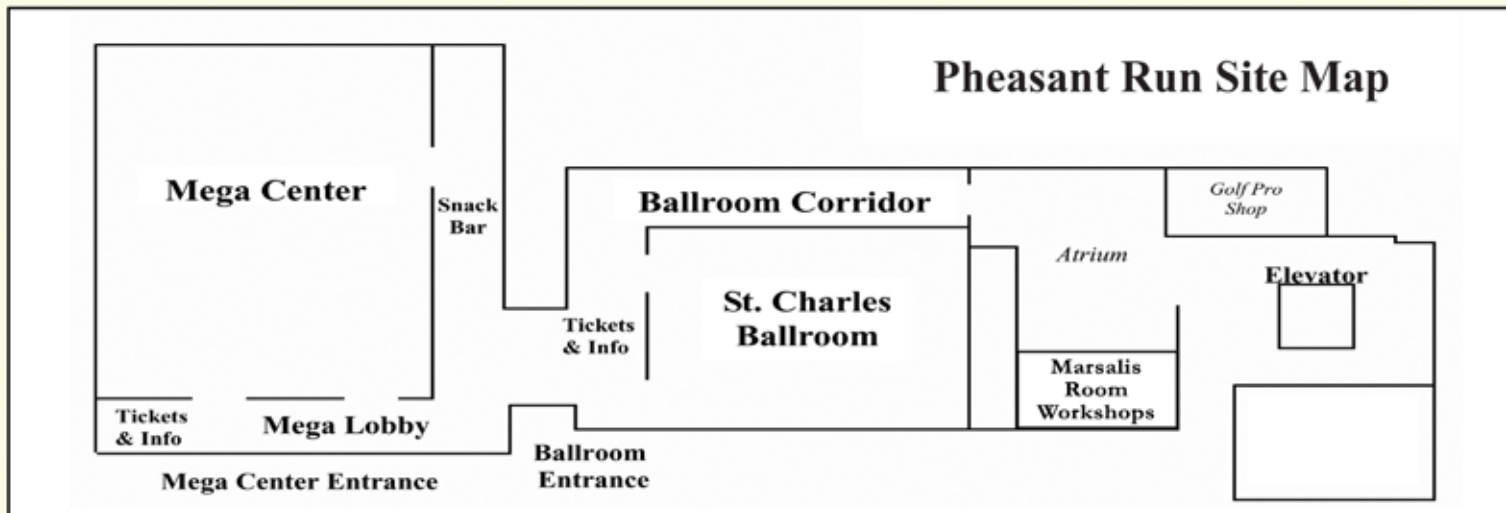 Pheasant Run Site Map
Mega Center
Snack
Bar
Ballroom Corridor
Golf Pro
Shop
Atrium
Elevator
St. Charles
Ballroom
Tickets
& Info
Marsalis
Room
Workshops
Tickets
& Info
Mega Lobby
Mega Center Entrance
Ballroom
Entrance